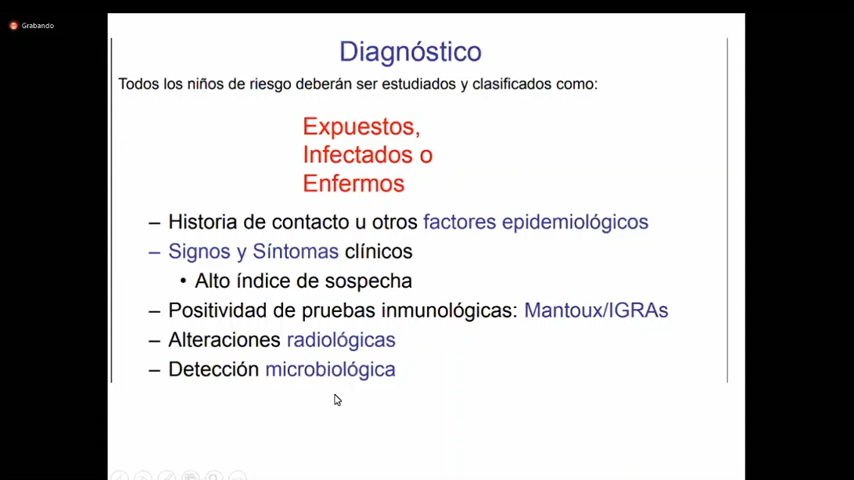 Grabando
Diagnóstico
Todos los niños de riesgo deberán ser estudiados y clasificados como:
Expuestos,
Infectados o
Enfermos
– Historia de contacto u otros factores epidemiológicos
– Signos y Síntomas clínicos
• Alto índice de sospecha
– Positividad de pruebas inmunológicas: Mantoux/IGRAs
– Alteraciones radiológicas
– Detección microbiológica